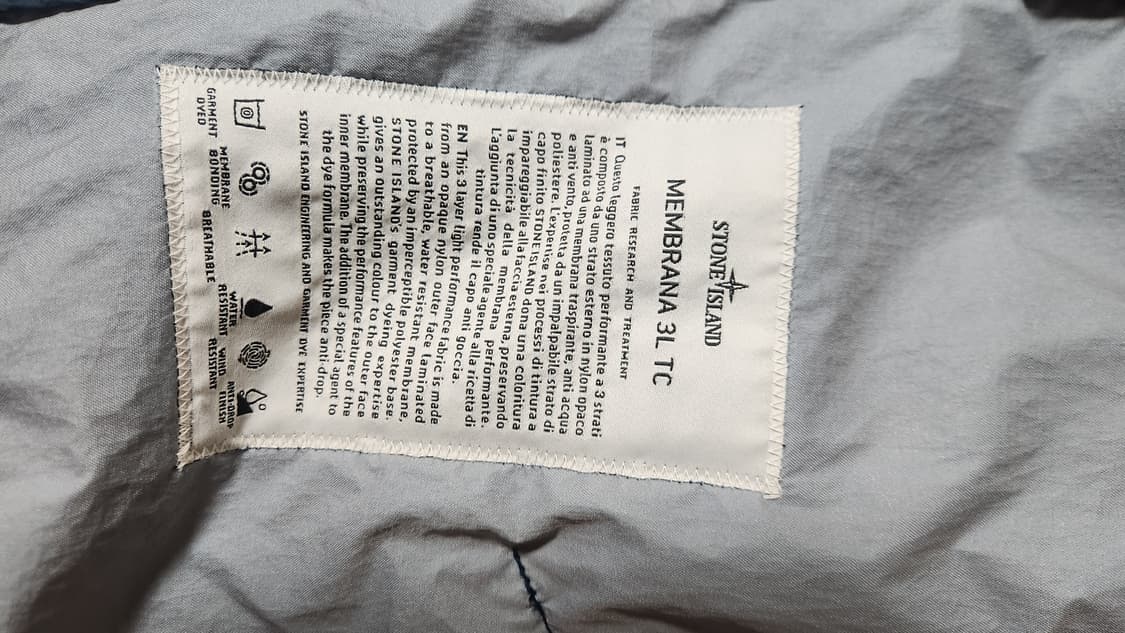 STONE ISLAND
MEMBRANA 3L TC
FABRIC RESEARCH AND TREATMENT
IT Questo leggero tessuto performante a 3 strati
è composto da uno strato esterno in nylon opaco
laminato ad una membrana traspirante, anti acqua
e anti vento, protetta da un impalpabile strato di
poliestere. L'expertise nei processi di tintura a
capo finito STONE ISLAND dona una coloritura
impareggiabile alla faccia esterna, preservando
la tecnicità della membrana performante.
L'aggiunta di uno speciale agente alla ricetta di
tintura rende il capo anti goccia.
EN This 3 layer light performance fabric is made
from an opaque nylon outer face laminated
to a breathable, water resistant membrane,
protected by an imperceptible polyester base.
STONE ISLAND's garment dyeing expertise
gives an outstanding colour to the outer face
while preserving the performance features of the
inner membrane. The addition of a special agent to
the dye formula makes the piece anti-drop.
STONE ISLAND ENGINEERING AND GARMENT DYE EXPERTISE
GARMENT
DYED
MEMBRANE
BONDING
BREATHABLE
WATER
RESISTANT
WIND
RESISTANT
ANTI-DROP
FINISH